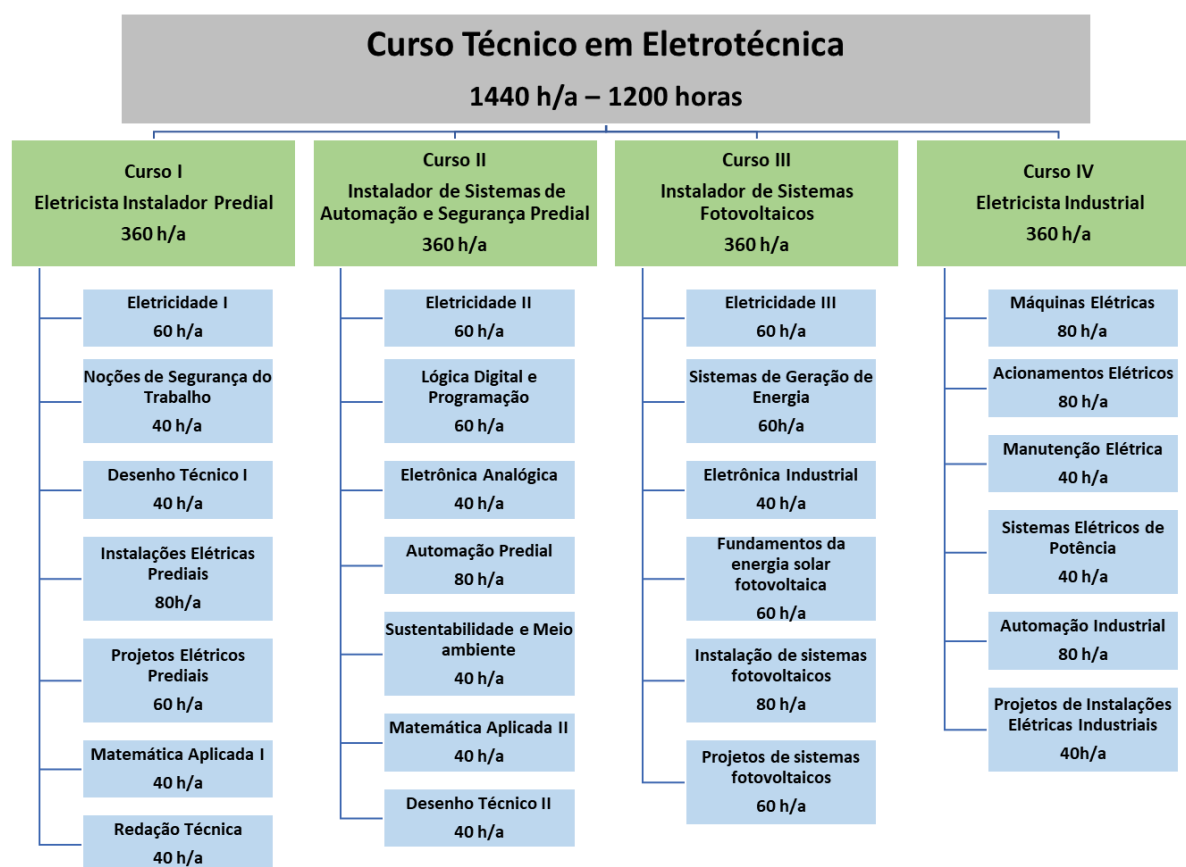 Curso Técnico em Eletrotécnica
1440 h/a – 1200 horas
Curso I
Eletricista Instalador Predial
360 h/a
Eletricidade I
60 h/a
Noções de Segurança do
Trabalho
40 h/a
Desenho Técnico I
40 h/a
Instalações Elétricas
Prediais
80h/a
Projetos Elétricos
Prediais
60 h/a
Matemática Aplicada I
40 h/a
Redação Técnica
40 h/a
Curso II
Instalador de Sistemas de
Automação e Segurança Predial
360 h/a
Eletricidade II
60 h/a
Lógica Digital e
Programação
60 h/a
Eletrônica Analógica
40 h/a
Automação Predial
80 h/a
Sustentabilidade e Meio
ambiente
40 h/a
Matemática Aplicada II
40 h/a
Desenho Técnico II
40 h/a
Curso III
Instalador de Sistemas
Fotovoltaicos
360 h/a
Eletricidade III
60 h/a
Sistemas de Geração de
Energia
60h/a
Eletrônica Industrial
40 h/a
Fundamentos da
energia solar
fotovoltaica
60 h/a
Instalação de sistemas
fotovoltaicos
80 h/a
Projetos de sistemas
fotovoltaicos
60 h/a
Curso IV
Eletricista Industrial
360 h/a
Máquinas Elétricas
80 h/a
Acionamentos Elétricos
80 h/a
Manutenção Elétrica
40 h/a
Sistemas Elétricos de
Potência
40 h/a
Automação Industrial
80 h/a
Projetos de Instalações
Elétricas Industriais
40h/a